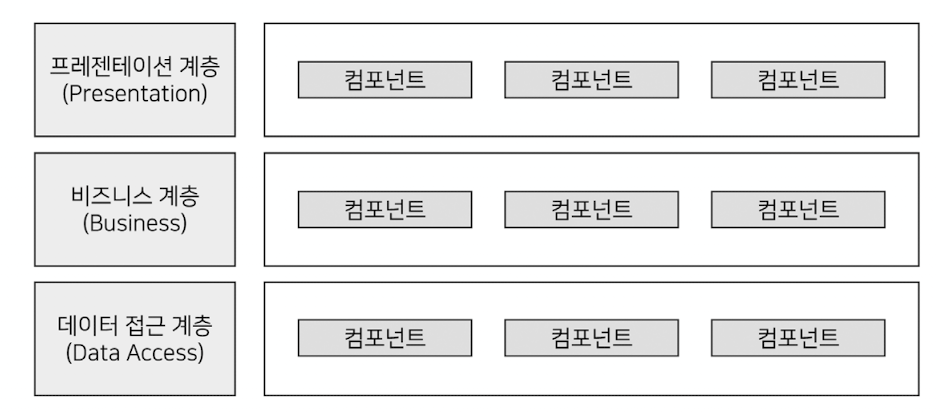 프레젠테이션 계층
(Presentation)
컴포넌트 컴포넌트 컴포넌트
비즈니스 계층
(Business)
컴포넌트 컴포넌트 컴포넌트
데이터 접근 계층
(Data Access)
컴포넌트 컴포넌트 컴포넌트